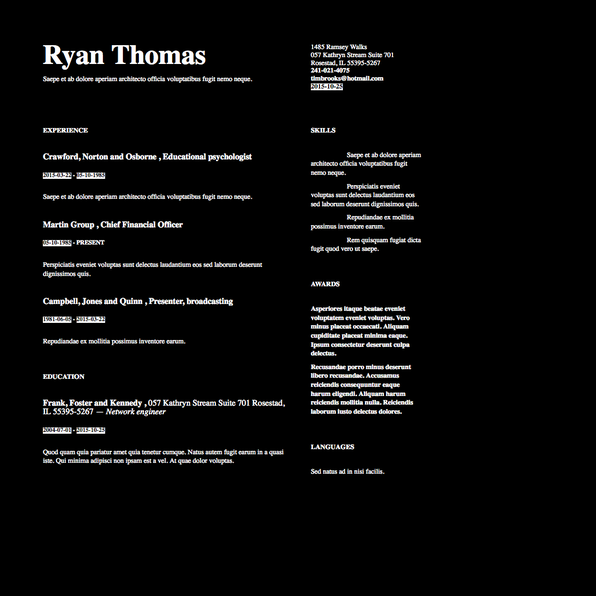 Ryan Thomas
Saepe et ab dolore aperiam architecto officia voluptatibus fugit nemo neque.
1485 Ramsey Walks
057 Kathryn Stream Suite 701
Rosestad, IL 55395-5267
241-021-4075
timbrooks@hotmail.com
2015-10-25
EXPERIENCE
Crawford, Norton and Osborne , Educational psychologist
2015-03-22 - 05-10-1988
Saepe et ab dolore aperiam architecto officia voluptatibus fugit nemo neque.
Martin Group , Chief Financial Officer
05-10-1988 - PRESENT
Perspiciatis eveniet voluptas sunt delectus laudantium eos sed laborum deserunt
dignissimos quis.
Campbell, Jones and Quinn , Presenter, broadcasting
1981-06-02 - 2015-03-22
Repudiandae ex mollitia possimus inventore earum.
EDUCATION
Frank, Foster and Kennedy , 057 Kathryn Stream Suite 701 Rosestad,
IL 55395-5267 — Network engineer
2004-07-01 - 2015-10-25
Quod quam quia pariatur amet quia tenetur cumque. Natus autem fugit earum in a quasi
iste. Qui minima adipisci non ipsam est a vel. At quae dolor voluptas.
SKILLS
Saepe et ab dolore aperiam
architecto officia voluptatibus fugit
nemo neque.
Perspiciatis eveniet
voluptas sunt delectus laudantium eos
sed laborum deserunt dignissimos quis.
Repudiandae ex mollitia
possimus inventore earum.
Rem quisquam fugiat dicta
fugit quod vero ut saepe.
AWARDS
Asperiores itaque beatae eveniet
voluptatem eveniet voluptas. Vero
minus placeat occaecati. Aliquam
cupiditate placeat minima eaque.
Ipsum consectetur deserunt culpa
delectus.
Recusandae porro minus deserunt
libero recusandae. Accusamus
reiciendis consequuntur eaque
harum eligendi. Aliquam harum
reiciendis mollitia nulla. Reiciendis
laborum iusto delectus dolores.
LANGUAGES
Sed natus ad in nisi facilis.